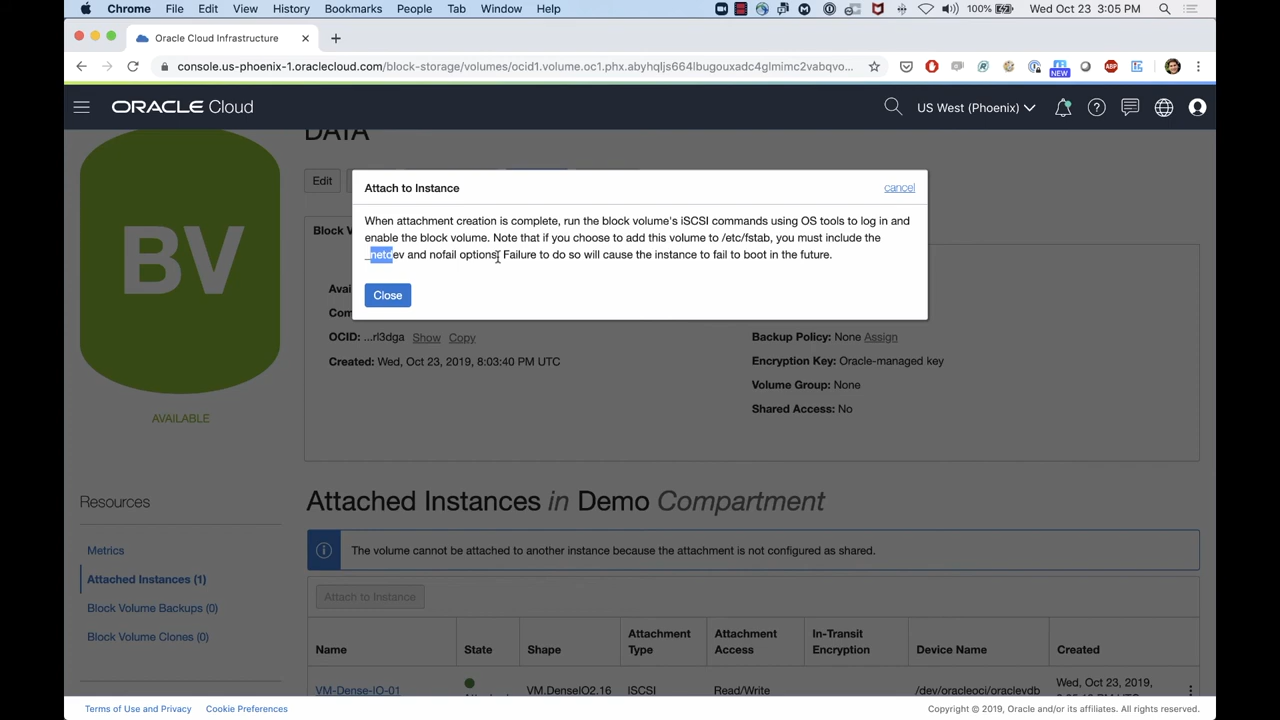 Chrome File Edit View History Bookmarks People Tab Window Help 100% Wed Oct 23 3:05 PM
Oracle Cloud Infrastructure
console.us-phoenix-1.oraclecloud.com/block-storage/volumes/ocid1.volume.oc1.phx.abyhqljs664lbugouxadc4glmimc2vabqvo...
NEW
ABP
ORACLE Cloud
US West (Phoenix)
DATA
Edit
Attach to Instance
cancel
When attachment creation is complete, run the block volume's iSCSI commands using OS tools to log in and
enable the block volume. Note that if you choose to add this volume to /etc/fstab, you must include the
_netdev and nofail options. Failure to do so will cause the instance to fail to boot in the future.
Close
BV
AVAILABLE
Block V
Avai
Com
OCID: ...rl3dga Show Copy
Created: Wed, Oct 23, 2019, 8:03:40 PM UTC
Backup Policy: None Assign
Encryption Key: Oracle-managed key
Volume Group: None
Shared Access: No
Resources
Metrics
Attached Instances (1)
Block Volume Backups (0)
Block Volume Clones (0)
Attached Instances in Demo Compartment
The volume cannot be attached to another instance because the attachment is not configured as shared.
Attach to Instance
Name State Shape Attachment Type Attachment Access In-Transit Encryption Device Name Created
VM-Dense-IO-01 VM.DenseIO2.16 iSCSI Read/Write /dev/oracleoci/oraclevdb Wed, Oct 23, 2019,
Terms of Use and Privacy Cookie Preferences
Copyright © 2019, Oracle and/or its affiliates. All rights reserved.